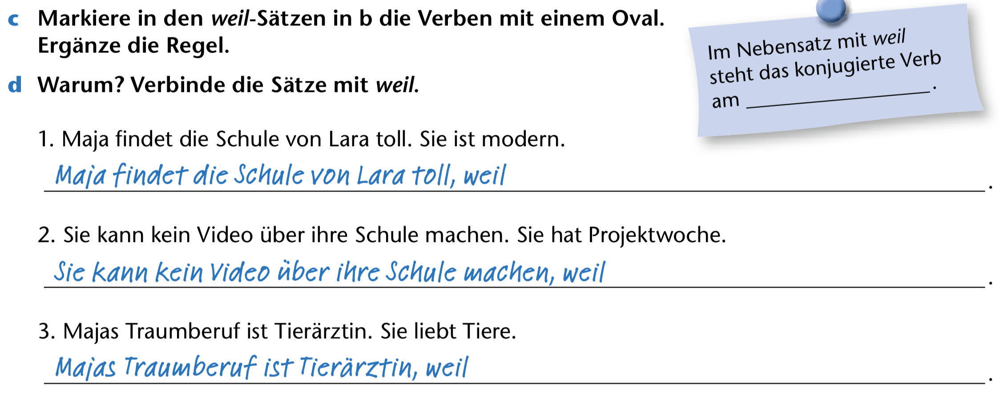 c Markiere in den weil-Sätzen in b die Verben mit einem Oval.
Ergänze die Regel.
Im Nebensatz mit weil
steht das konjugierte Verb
am ____________.
d Warum? Verbinde die Sätze mit weil.
1. Maja findet die Schule von Lara toll. Sie ist modern.
Maja findet die Schule von Lara toll, weil .
2. Sie kann kein Video über ihre Schule machen. Sie hat Projektwoche.
Sie kann kein Video über ihre Schule machen, weil .
3. Majas Traumberuf ist Tierärztin. Sie liebt Tiere.
Majas Traumberuf ist Tierärztin, weil .